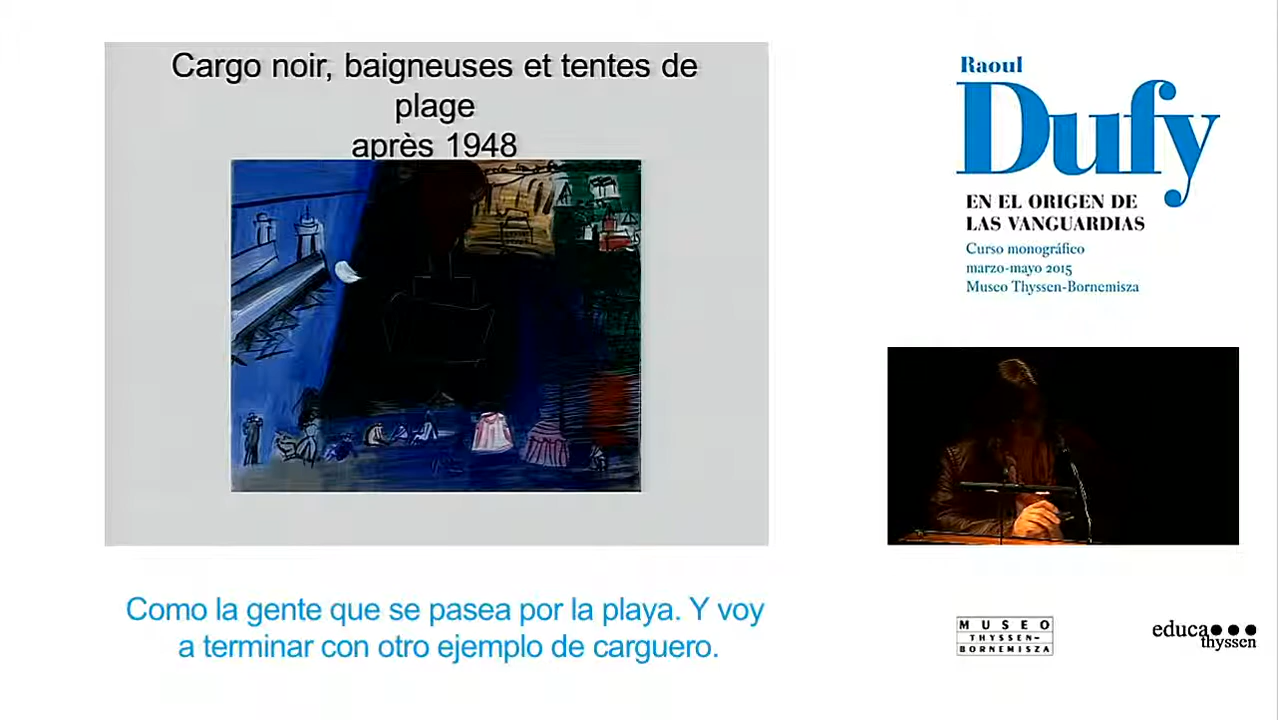 Cargo noir, baigneuses et tentes de
plage
après 1948
Raoul
Dufy
EN EL ORIGEN DE
LAS VANGUARDIAS
Curso monográfico
marzo-mayo 2015
Museo Thyssen-Bornemisza
Como la gente que se pasea por la playa. Y voy
a terminar con otro ejemplo de carguero.
MUSEO
THYSSEN-
BORNEMISZA
educa
thyssen